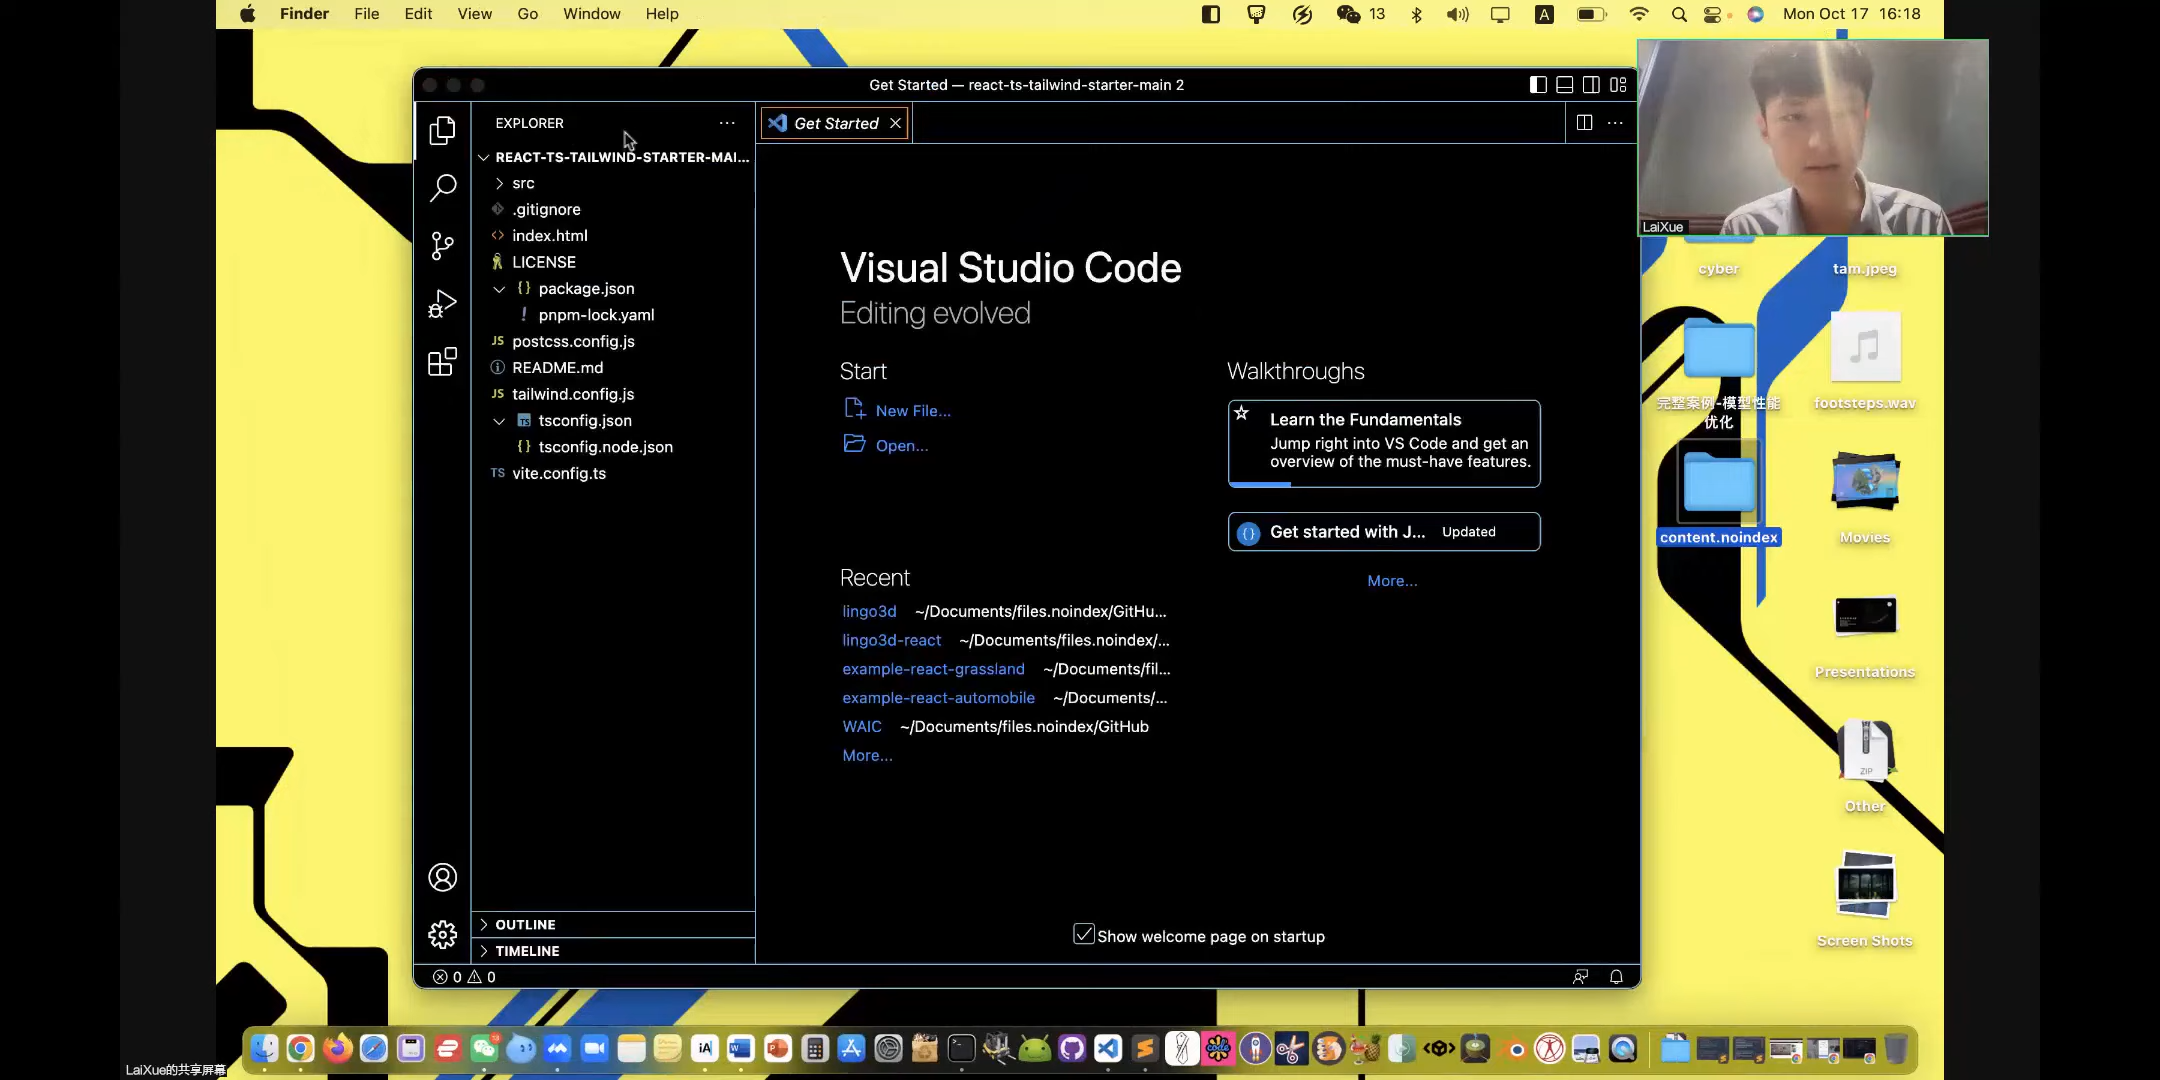 Finder File Edit View Go Window Help 13 A Mon Oct 17 16:18
Get Started — react-ts-tailwind-starter-main 2
EXPLORER
Get Started
REACT-TS-TAILWIND-STARTER-MAI...
src
.gitignore
index.html
LICENSE
{} package.json
! pnpm-lock.yaml
JS postcss.config.js
README.md
JS tailwind.config.js
TS tsconfig.json
{} tsconfig.node.json
TS vite.config.ts
OUTLINE
TIMELINE
0 0
Visual Studio Code
Editing evolved
Start
New File...
Open...
Recent
lingo3d ~/Documents/files.noindex/GitHu...
lingo3d-react ~/Documents/files.noindex/...
example-react-grassland ~/Documents/fil...
example-react-automobile ~/Documents/...
WAIC ~/Documents/files.noindex/GitHub
More...
Walkthroughs
Learn the Fundamentals
Jump right into VS Code and get an
overview of the must-have features.
{} Get started with J... Updated
More...
Show welcome page on startup
LaiXue
cyber
tam.jpeg
完整案例-模型性能
优化
footsteps.wav
content.noindex
Movies
Presentations
ZIP
Other
Screen Shots
LaiXue的共享屏幕